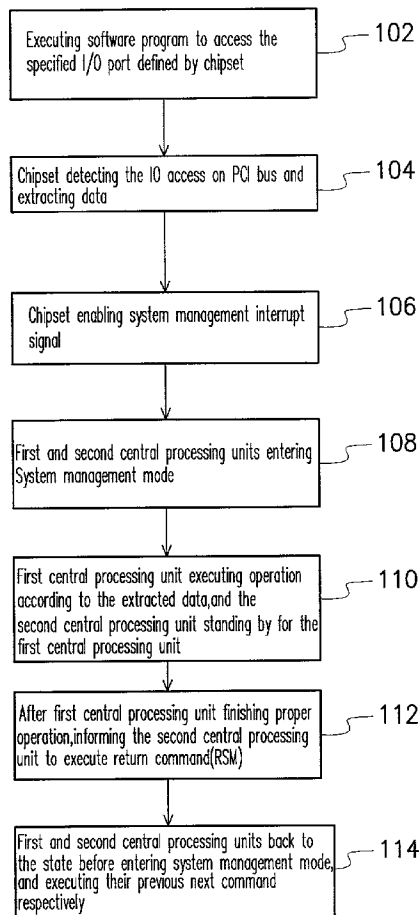 Executing software program to access the
specified I/O port defined by chipset
102
Chipset detecting the IO access on PCI bus and
extracting data
104
Chipset enabling system management interrupt
signal
106
First and second central processing units entering
System management mode
108
First central processing unit executing operation
according to the extracted data,and the
second central processing unit standing by for the
first central processing unit
110
After first central processing unit finishing proper
operation,informing the second central processing
unit to execute return command(RSM)
112
First and second central processing units back to
the state before entering system management mode,
and executing their previous next command
respectively
114